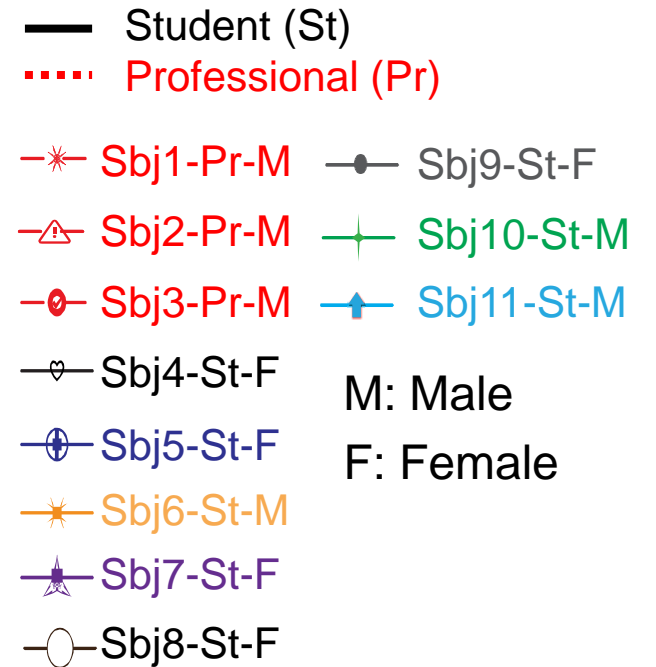 Student (St)
Professional (Pr)
Sbj1-Pr-M
Sbj2-Pr-M
Sbj3-Pr-M
Sbj4-St-F
Sbj5-St-F
Sbj6-St-M
Sbj7-St-F
Sbj8-St-F
Sbj9-St-F
Sbj10-St-M
Sbj11-St-M
M: Male
F: Female